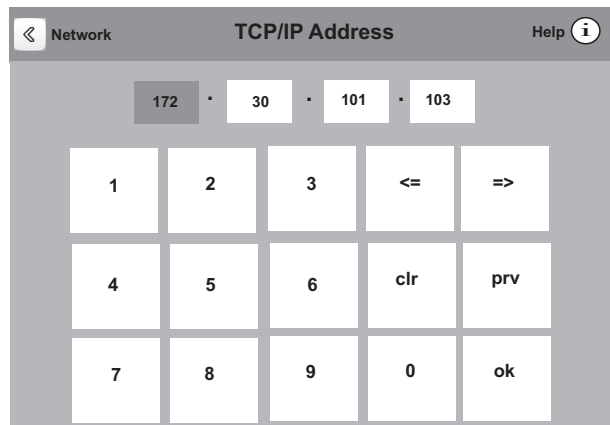 Network TCP/IP Address Help i
172 . 30 . 101 . 103
1 2 3 <= =>
4 5 6 clr prv
7 8 9 0 ok